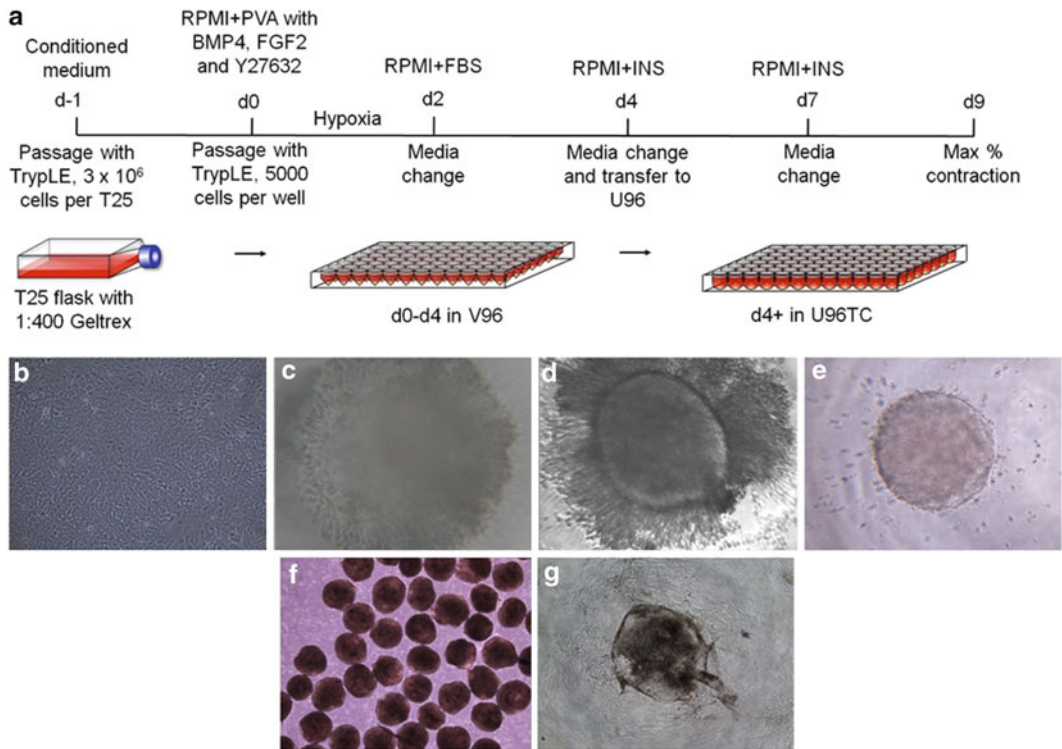 a
Conditioned
medium
d-1
RPMI+PVA with
BMP4, FGF2
and Y27632
d0
Hypoxia
RPMI+FBS
d2
RPMI+INS
d4
RPMI+INS
d7
d9
Passage with
TrypLE, 3 x 10⁶
cells per T25
Passage with
TrypLE, 5000
cells per well
Media
change
Media change
and transfer to
U96
Media
change
Max %
contraction
T25 flask with
1:400 Geltrex
d0-d4 in V96
d4+ in U96TC
b
c
d
e
f
g